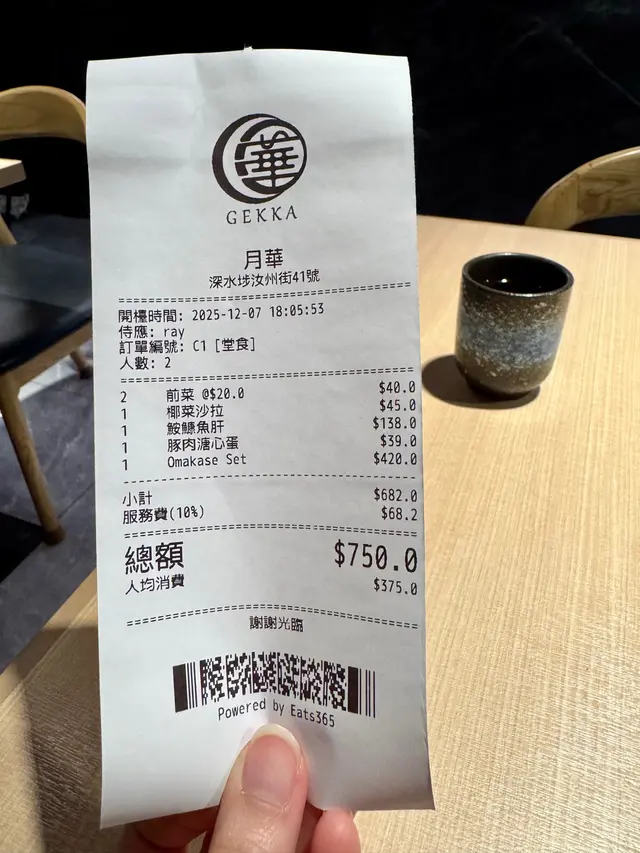 華
GEKKA
月華
深水埗汝州街41號
開檯時間: 2025-12-07 18:05:53
侍應: ray
訂單編號: C1 [堂食]
人數: 2
2 前菜 @$20.0 $40.0
1 椰菜沙拉 $45.0
1 鮟鱇魚肝 $138.0
1 豚肉溏心蛋 $39.0
1 Omakase Set $420.0
小計 $682.0
服務費(10%) $68.2
總額 $750.0
人均消費 $375.0
謝謝光臨
Powered by Eats365